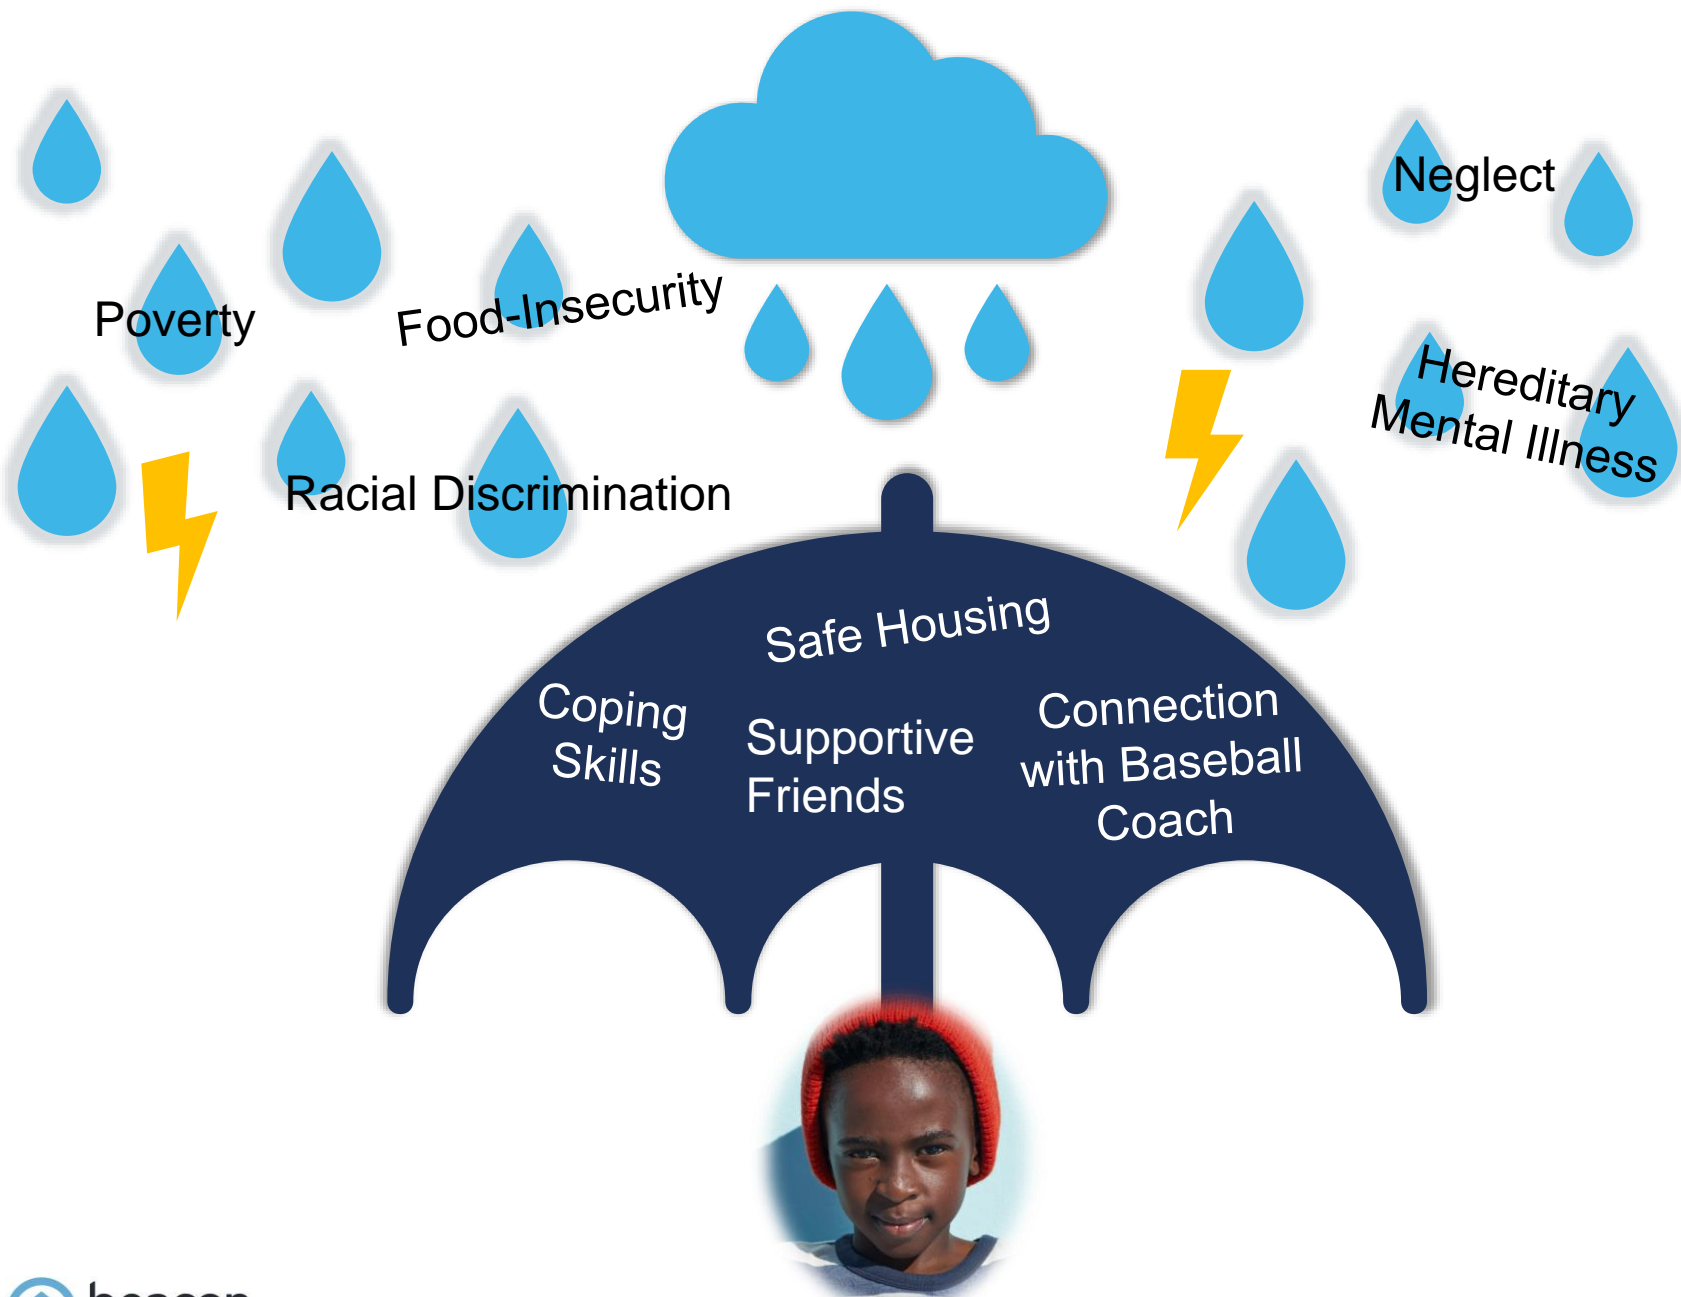 Neglect
Poverty
Food-Insecurity
Hereditary
Mental Illness
Racial Discrimination
Safe Housing
Coping
Skills
Supportive
Friends
Connection
with Baseball
Coach
beacon